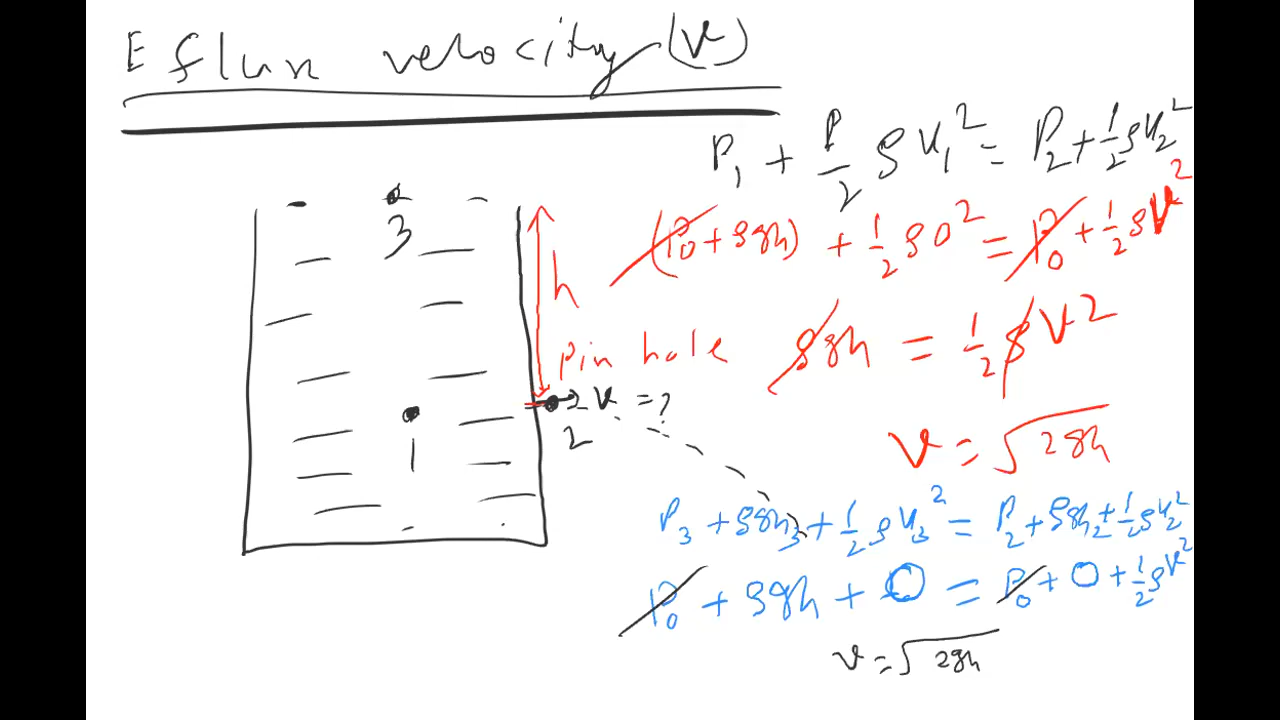 Efflux velocity (v)
P₁ + P/2 ρv₁² = P₂ + 1/2 ρv₂²
(P₀ + ρgh) + 1/2 ρ0² = P₀ + 1/2 ρv²
3
h
pin hole
ρgh = 1/2 ρv²
v = ?
1
2
v = √2gh
P₃ + ρgh₃ + 1/2 ρv₃² = P₂ + ρgh₂ + 1/2 ρv₂²
P₀ + ρgh + 0 = P₀ + 0 + 1/2 ρv²
v = √2gh